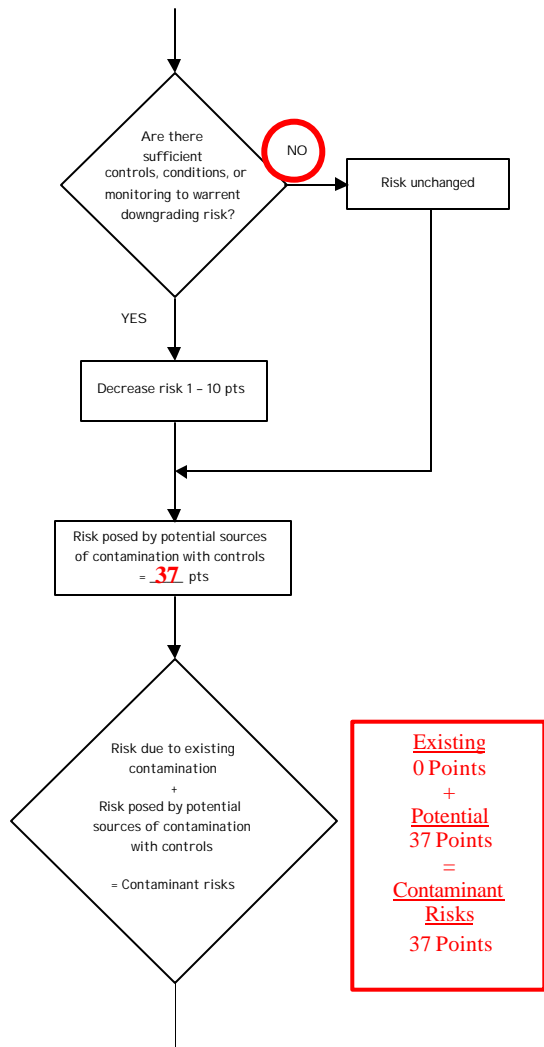 Are there
sufficient
controls, conditions, or
monitoring to warrent
downgrading risk?
NO
Risk unchanged
YES
Decrease risk 1 – 10 pts
Risk posed by potential sources
of contamination with controls
= 37 pts
Risk due to existing
contamination
+
Risk posed by potential
sources of contamination
with controls
= Contaminant risks
Existing
0 Points
+
Potential
37 Points
=
Contaminant
Risks
37 Points